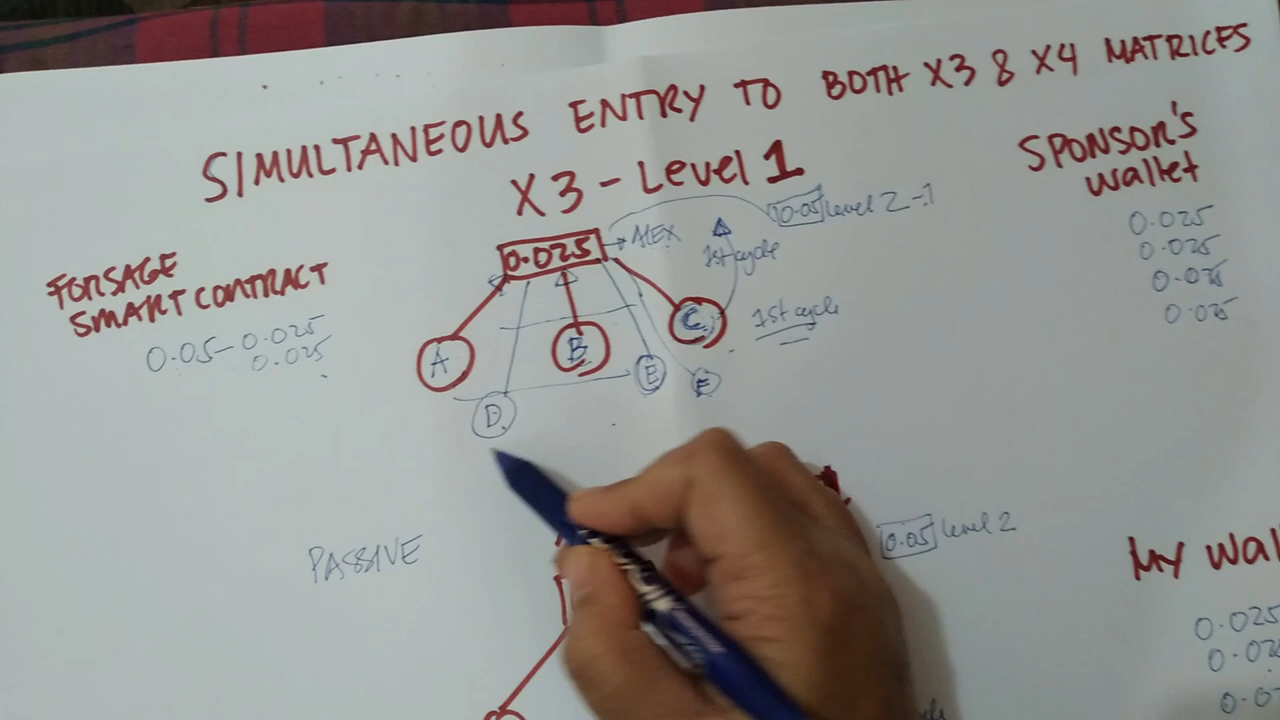 SIMULTANEOUS ENTRY TO BOTH X3 & X4 MATRICES
X3 - Level 1
SPONSOR'S
Wallet
0.025
0.025
0.025
0.025
0.05 level 2
0.025
ALEX
1st cycle
FORSAGE
SMART CONTRACT
0.05 - 0.025
0.025
A
B
C
1st cycle
D
E
F
PASSIVE
0.05 level 2
My Wal
0.025